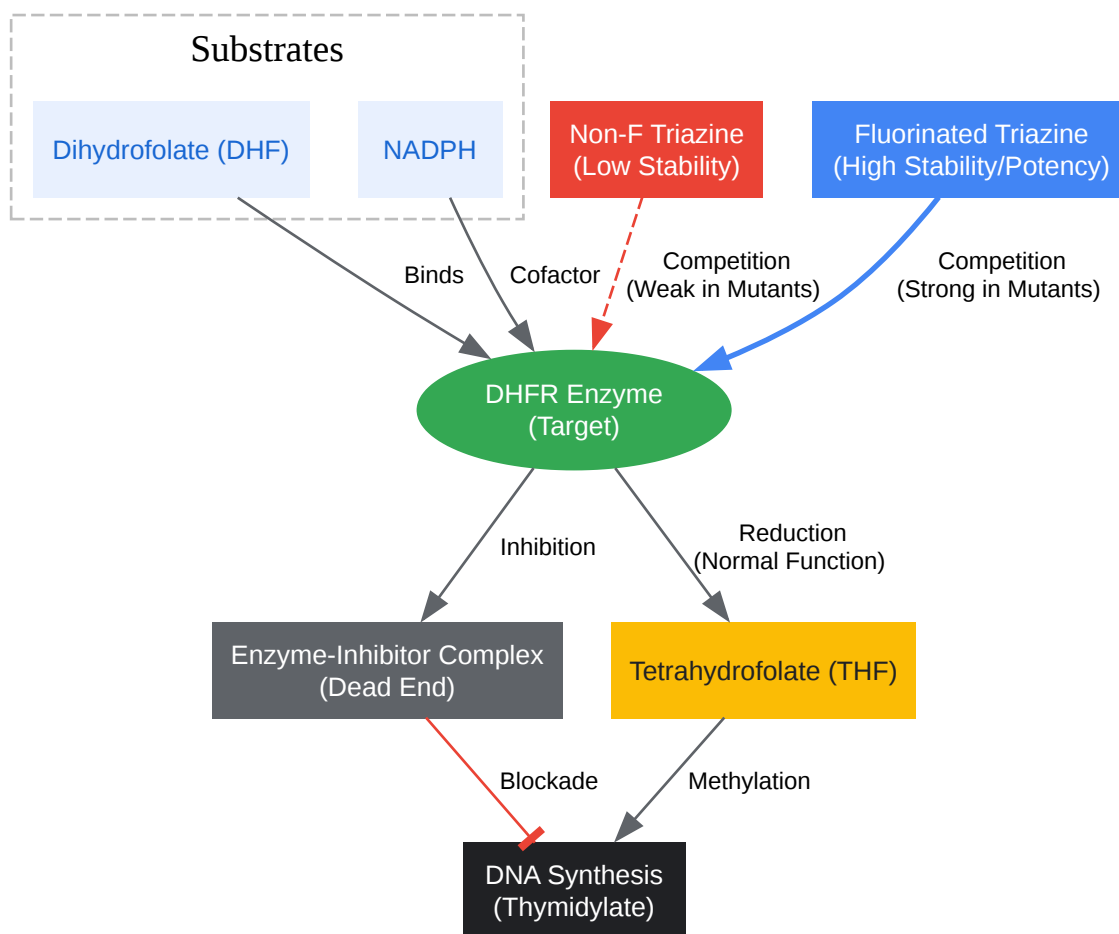 Substrates
Dihydrofolate (DHF)
NADPH
Non-F Triazine
(Low Stability)
Fluorinated Triazine
(High Stability/Potency)
Binds
Cofactor
Competition
(Weak in Mutants)
Competition
(Strong in Mutants)
DHFR Enzyme
(Target)
Inhibition
Reduction
(Normal Function)
Enzyme-Inhibitor Complex
(Dead End)
Tetrahydrofolate (THF)
Blockade
Methylation
DNA Synthesis
(Thymidylate)